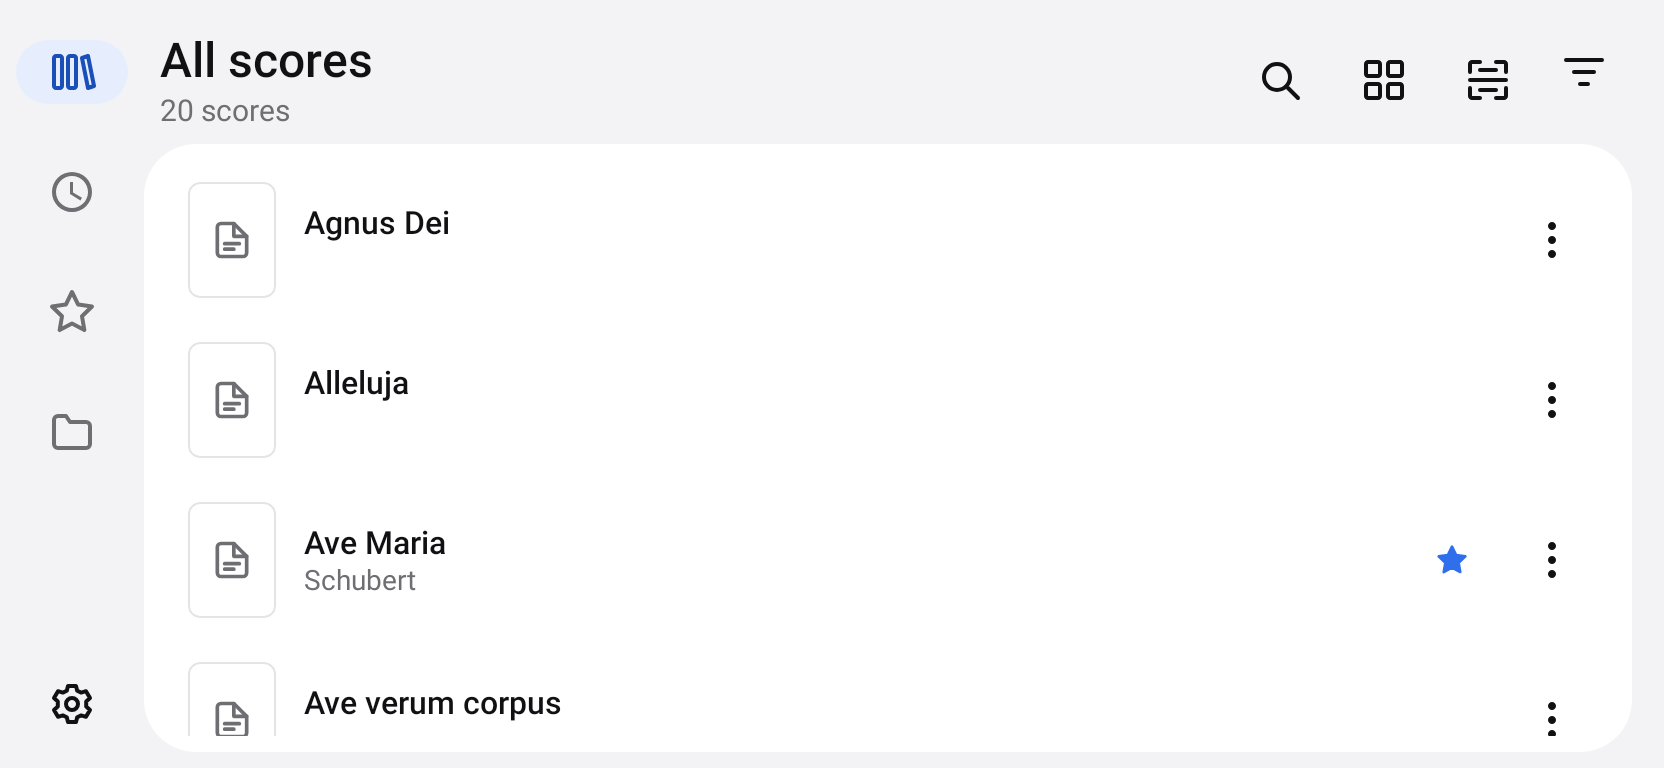 All scores
20 scores
Agnus Dei
Alleluja
Ave Maria
Schubert
Ave verum corpus